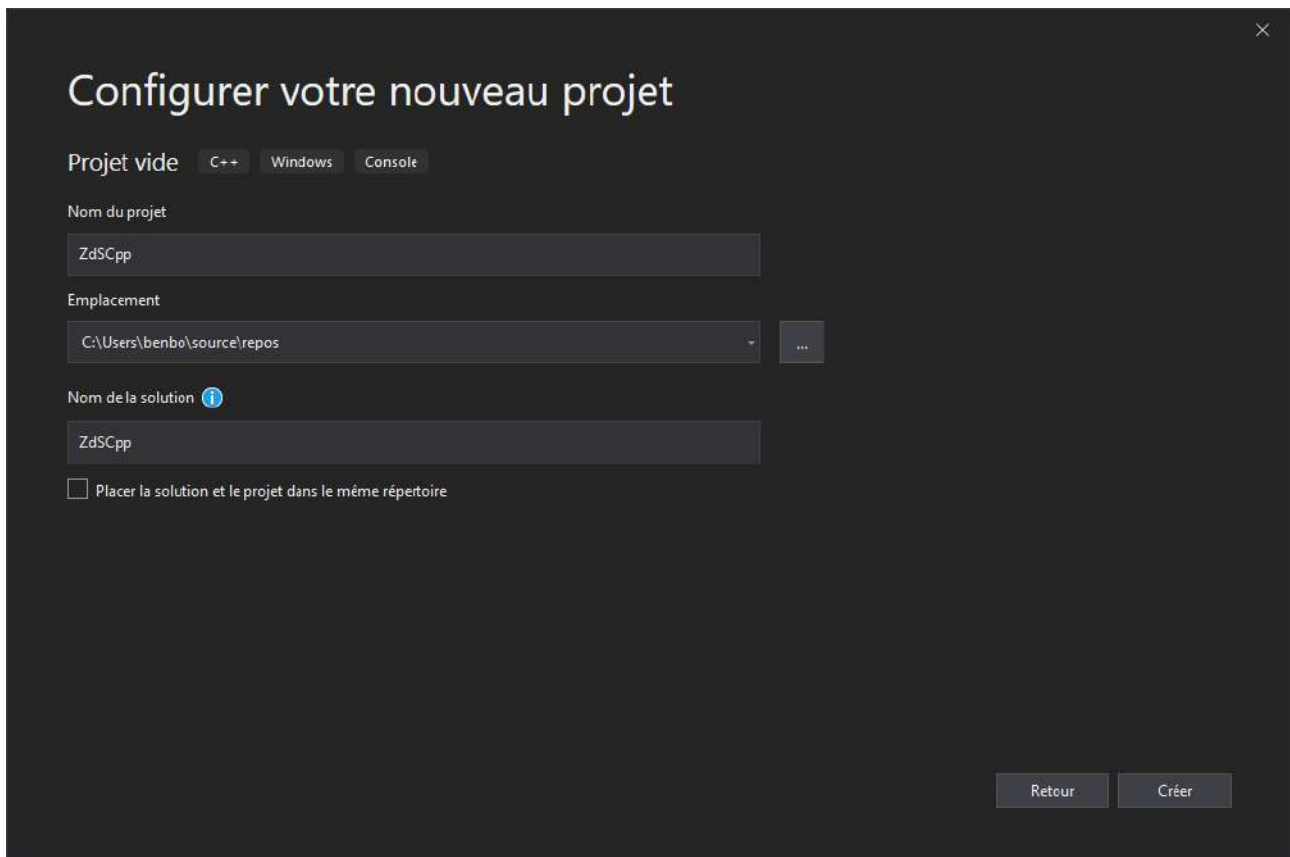 Configurer votre nouveau projet
Projet vide C++ Windows Console
Nom du projet
ZdSCpp
Emplacement
C:\Users\benbo\source\repos
...
Nom de la solution
ZdSCpp
Placer la solution et le projet dans le même répertoire
Retour Créer